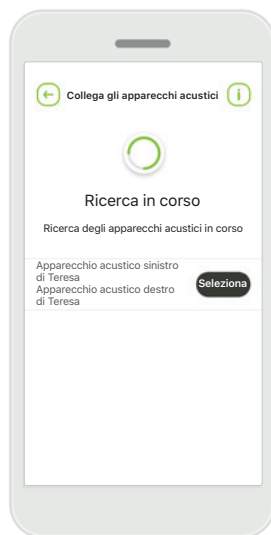 Collega gli apparecchi acustici
Ricerca in corso
Ricerca degli apparecchi acustici in corso
Apparecchio acustico sinistro
di Teresa
Apparecchio acustico destro
di Teresa
Seleziona